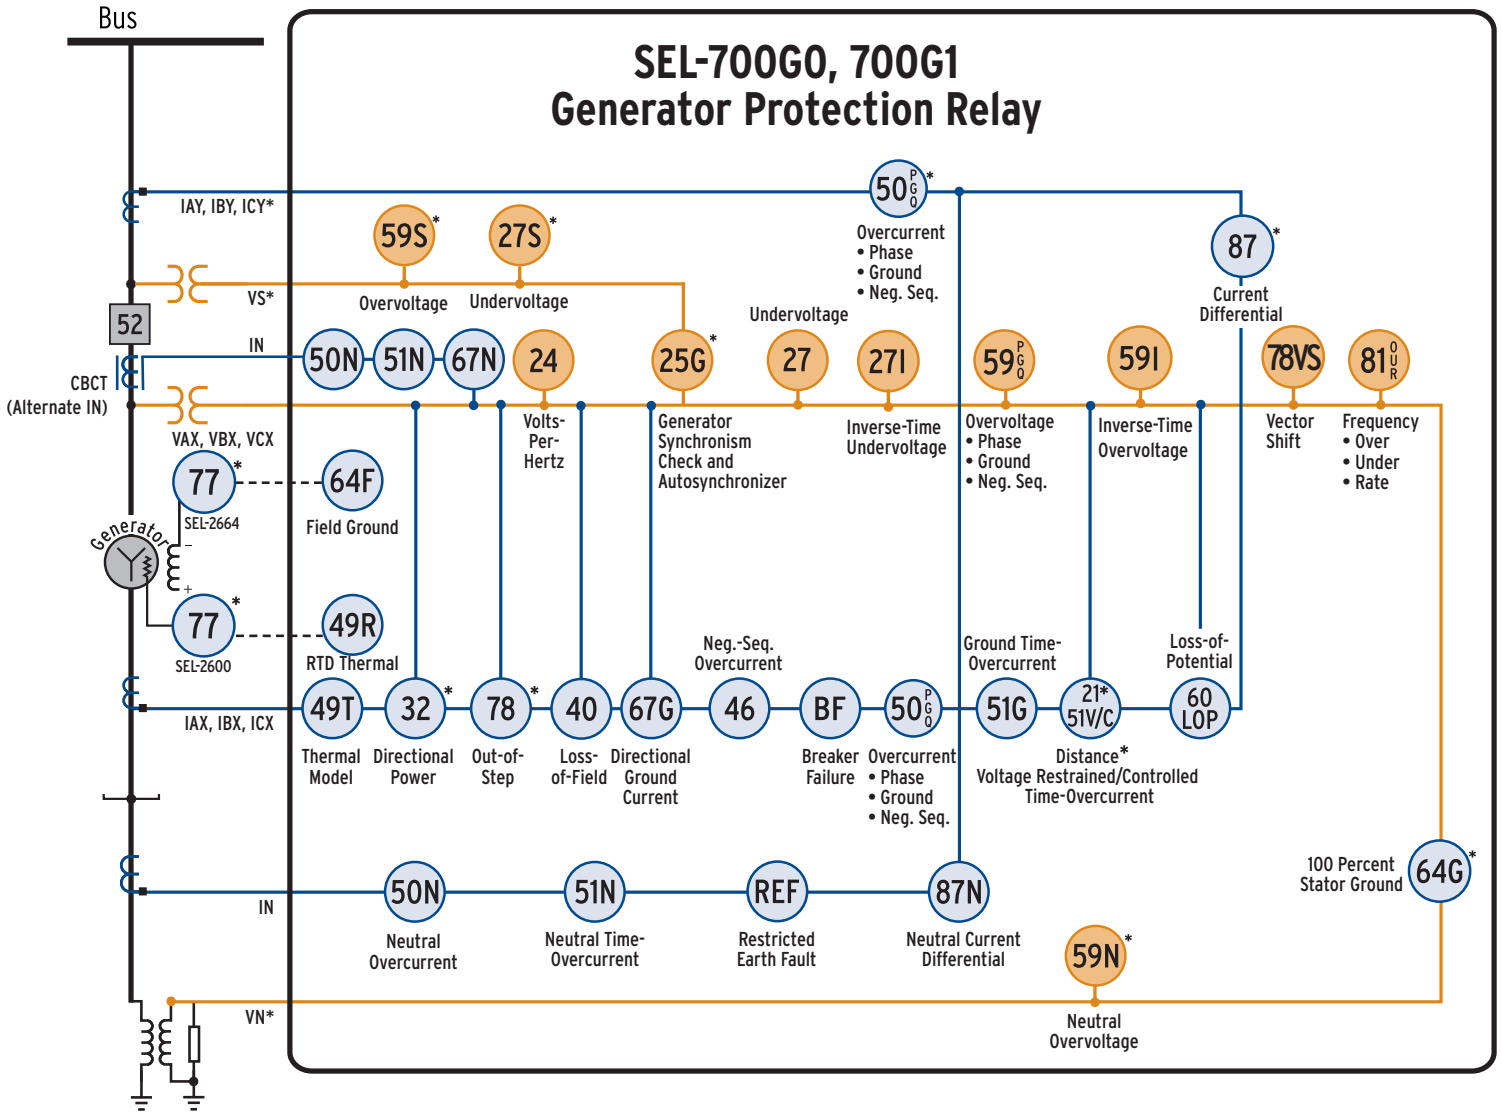 Bus
SEL-700G0, 700G1
Generator Protection Relay
IAY, IBY, ICY*
50 P G Q *
Overcurrent
• Phase
• Ground
• Neg. Seq.
87 *
Current
Differential
59S *
Overvoltage
27S *
Undervoltage
VS*
52
IN
CBCT
(Alternate IN)
50N
51N
67N
24
Volts-
Per-
Hertz
25G *
Generator
Synchronism
Check and
Autosynchronizer
Undervoltage
27
27I
Inverse-Time
Undervoltage
59 P G Q
Overvoltage
• Phase
• Ground
• Neg. Seq.
59I
Inverse-Time
Overvoltage
78VS
Vector
Shift
81 O U R
Frequency
• Over
• Under
• Rate
VAX, VBX, VCX
77 *
SEL-2664
64F
Field Ground
Generator
−
+
77 *
SEL-2600
49R
RTD Thermal
IAX, IBX, ICX
49T
Thermal
Model
32 *
Directional
Power
78 *
Out-of-
Step
40
Loss-
of-Field
67G
Directional
Ground
Current
Neg.-Seq.
Overcurrent
46
BF
Breaker
Failure
50 P G Q
Overcurrent
• Phase
• Ground
• Neg. Seq.
Ground Time-
Overcurrent
51G
21*
51V/C
Distance*
Voltage Restrained/Controlled
Time-Overcurrent
Loss-of-
Potential
60
LOP
IN
50N
Neutral
Overcurrent
51N
Neutral Time-
Overcurrent
REF
Restricted
Earth Fault
87N
Neutral Current
Differential
100 Percent
Stator Ground
64G *
59N *
Neutral
Overvoltage
VN*